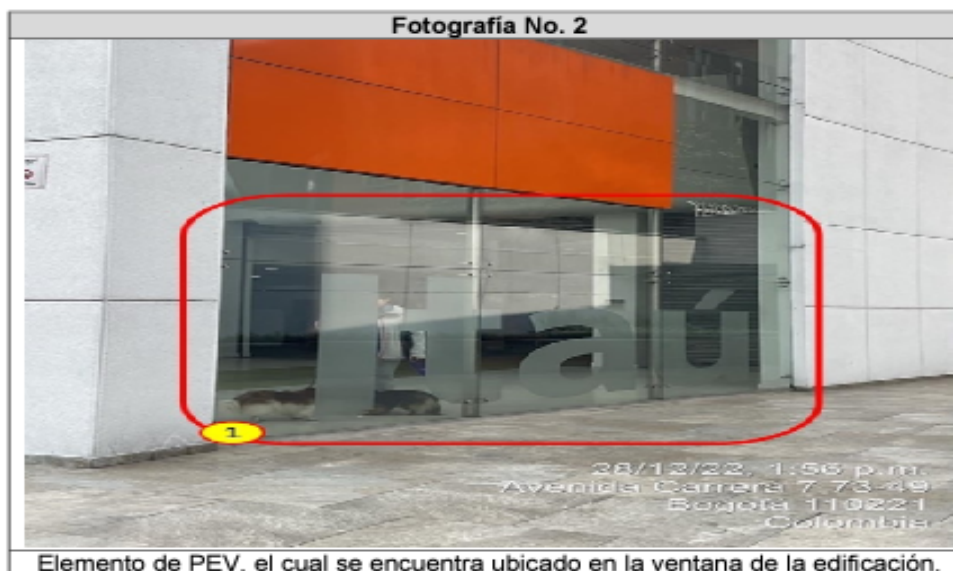 Fotografía No. 2
Itaú
1
28/12/22, 1:56 p.m.
Avenida Carrera 7 73-49
Bogotá 110221
Colombia
Elemento de PEV, el cual se encuentra ubicado en la ventana de la edificación.